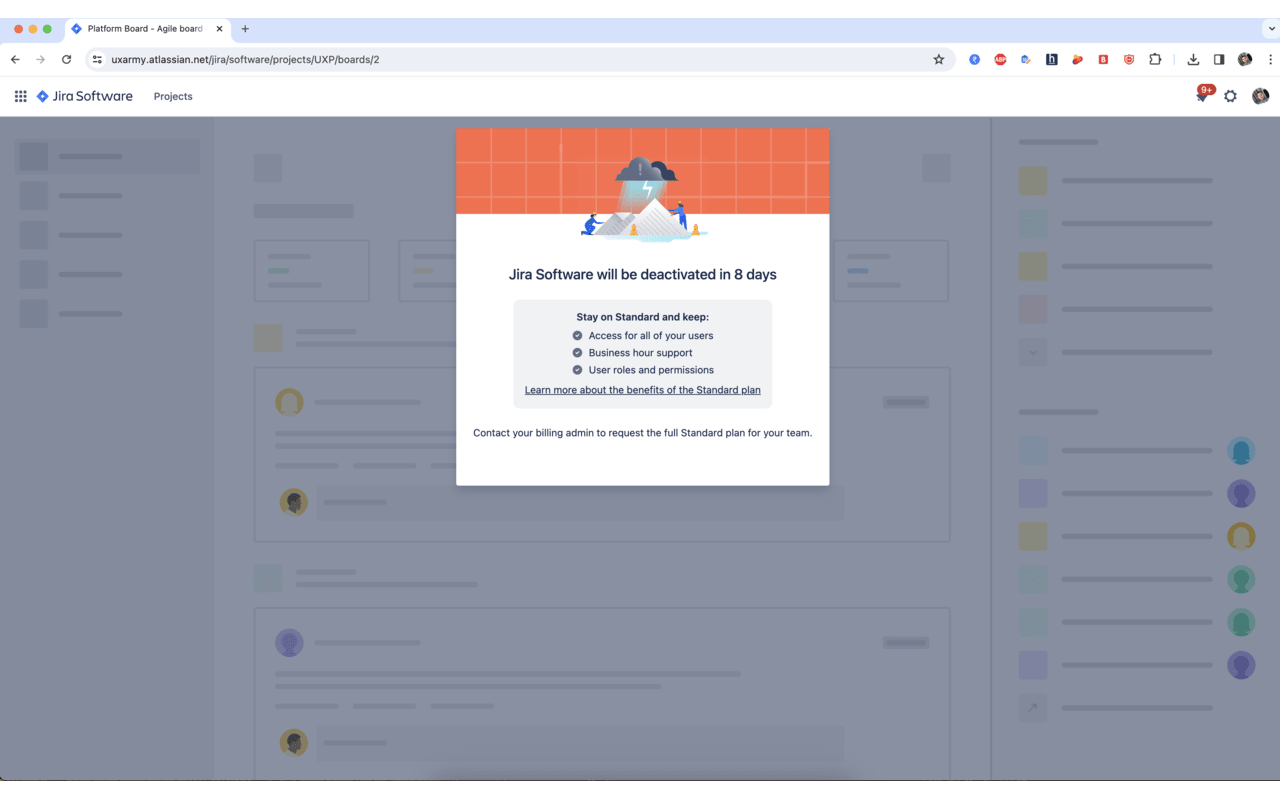 Platform Board - Agile board
uxarmy.atlassian.net/jira/software/projects/UXP/boards/2
ABP
h
B
Jira Software
Projects
9+
Jira Software will be deactivated in 8 days
Stay on Standard and keep:
Access for all of your users
Business hour support
User roles and permissions
Learn more about the benefits of the Standard plan
Contact your billing admin to request the full Standard plan for your team.